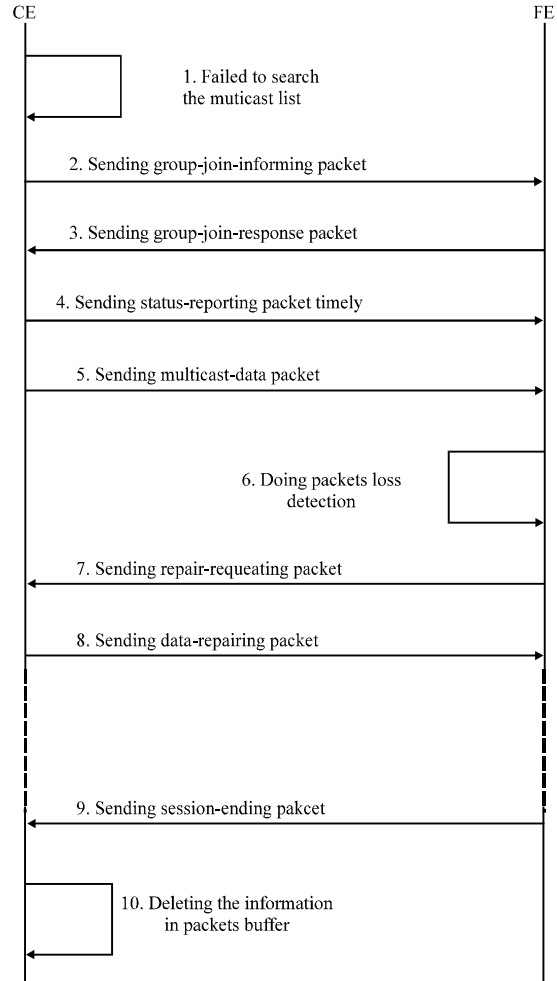 CE
FE
1. Failed to search
the muticast list
2. Sending group-join-informing packet
3. Sending group-join-response packet
4. Sending status-reporting packet timely
5. Sending multicast-data packet
6. Doing packets loss
detection
7. Sending repair-requeating packet
8. Sending data-repairing packet
9. Sending session-ending pakcet
10. Deleting the information
in packets buffer